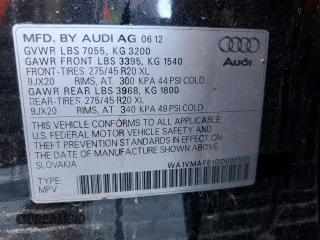 MFD. BY AUDI AG 06 12
GVWR LBS 7055, KG 3200
GAWR FRONT LBS 3395, KG 1540
FRONT-TIRES 275/45 R20 XL
9JX20 RIMS, AT 300 KPA 44 PSI COLD
GAWR REAR LBS 3968, KG 1800
REAR-TIRES 275/45 R20 XL
9JX20 RIMS, AT 340 KPA 49 PSI COLD
Audi
THIS VEHICLE CONFORMS TO ALL APPLICABLE
U.S. FEDERAL MOTOR VEHICLE SAFETY AND
THEFT PREVENTION STANDARDS IN EFFECT ON
THE DATE OF MANUFACTURE SHOWN ABOVE.
SLOVAKIA
TYPE:
MPV